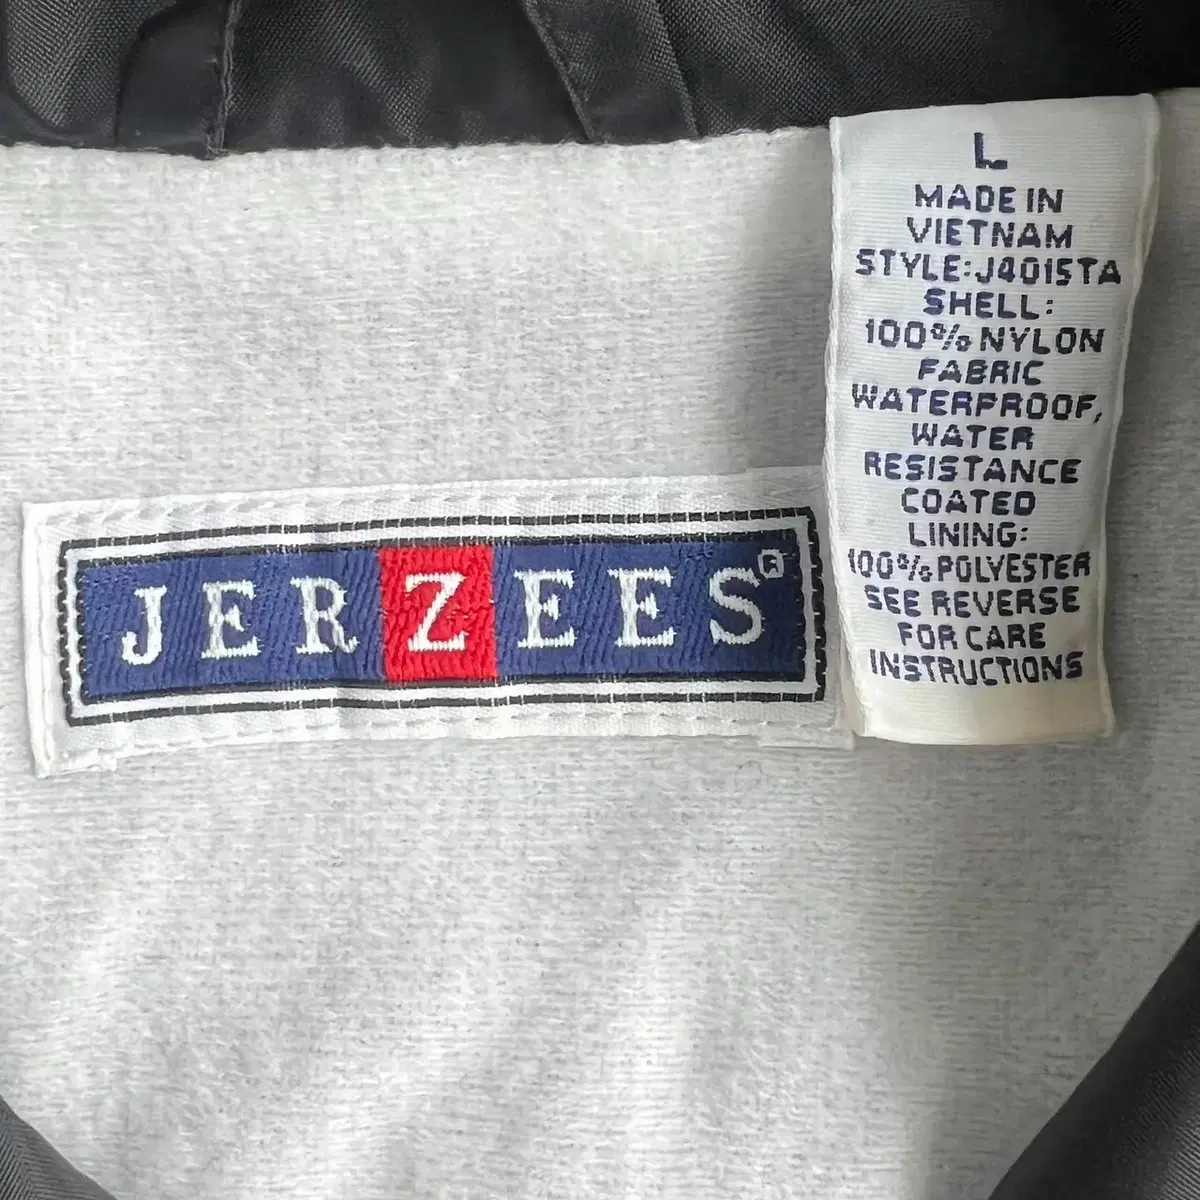 JERZEES®
L
MADE IN
VIETNAM
STYLE:J4015TA
SHELL:
100% NYLON
FABRIC
WATERPROOF,
WATER
RESISTANCE
COATED
LINING:
100% POLYESTER
SEE REVERSE
FOR CARE
INSTRUCTIONS